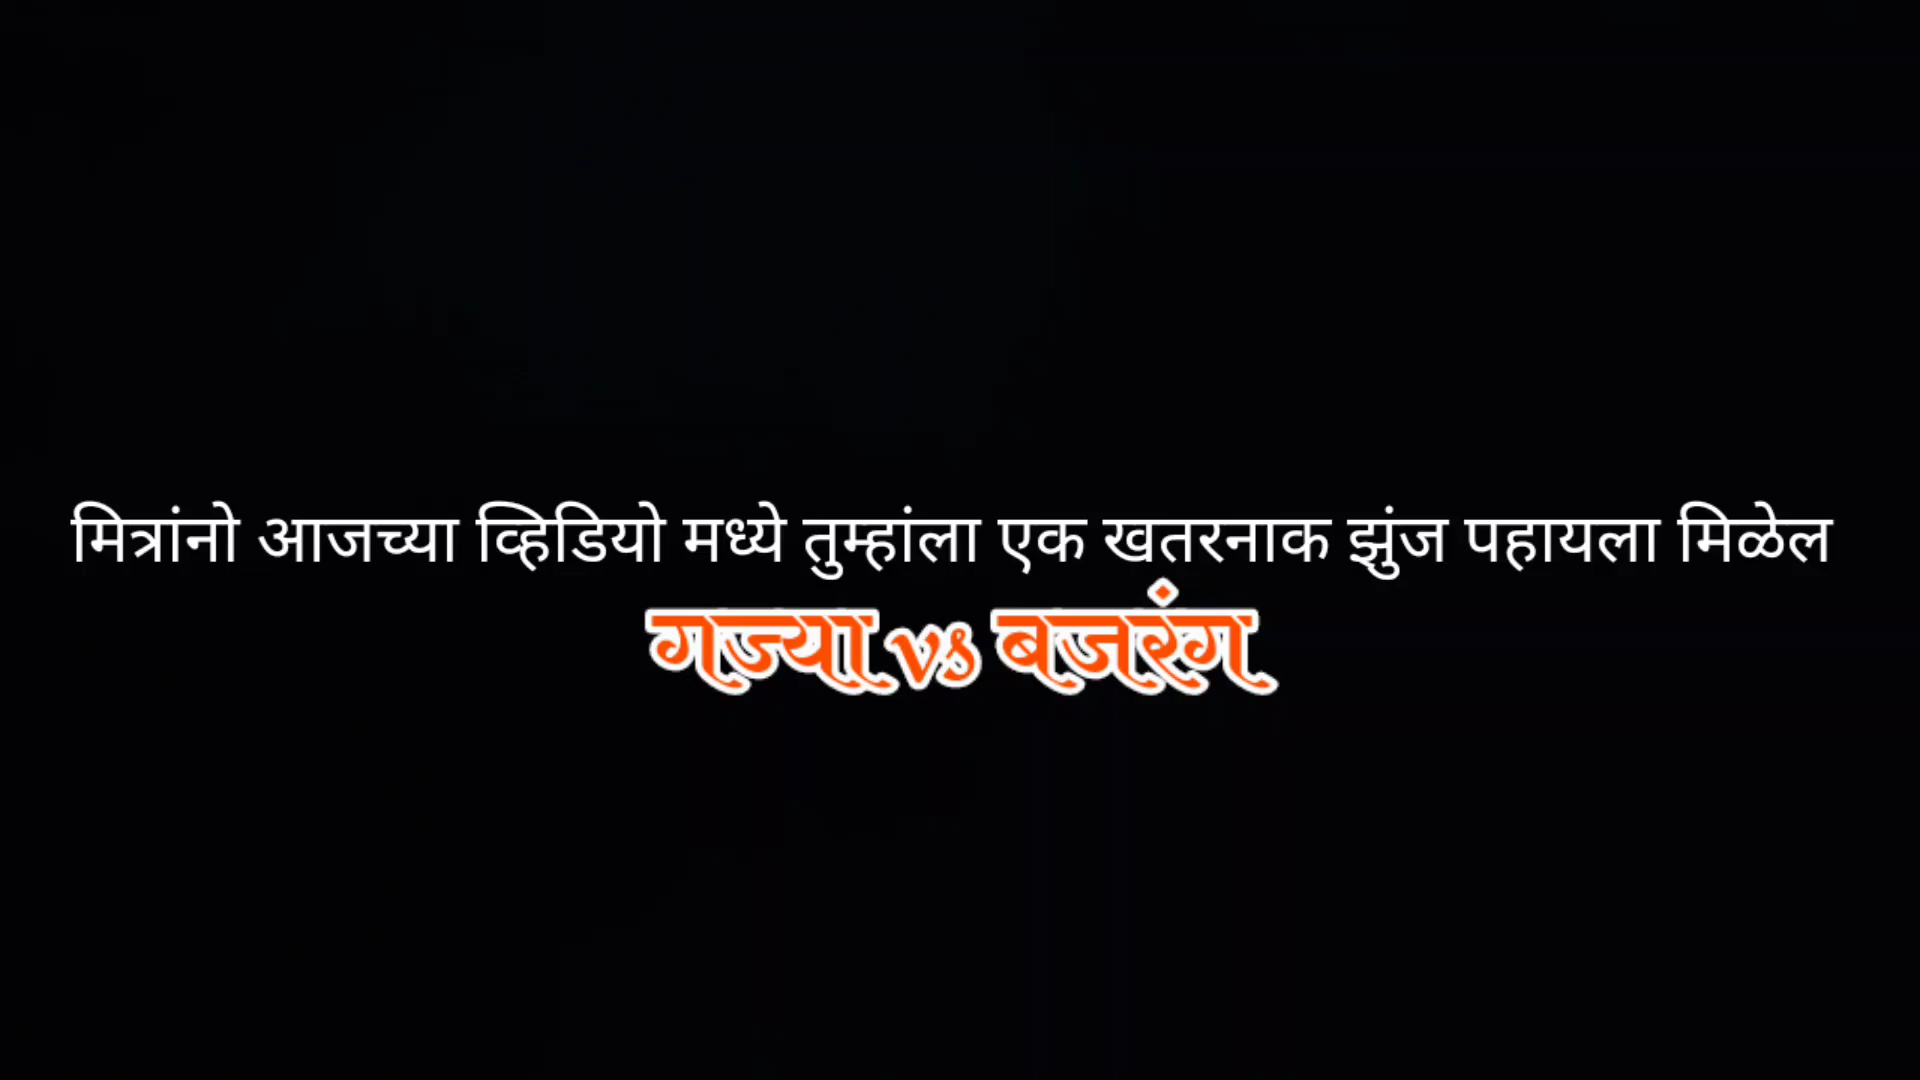 मित्रांनो आजच्या व्हिडियो मध्ये तुम्हांला एक खतरनाक झुंज पहायला मिळेल
गज्या vs बजरंग